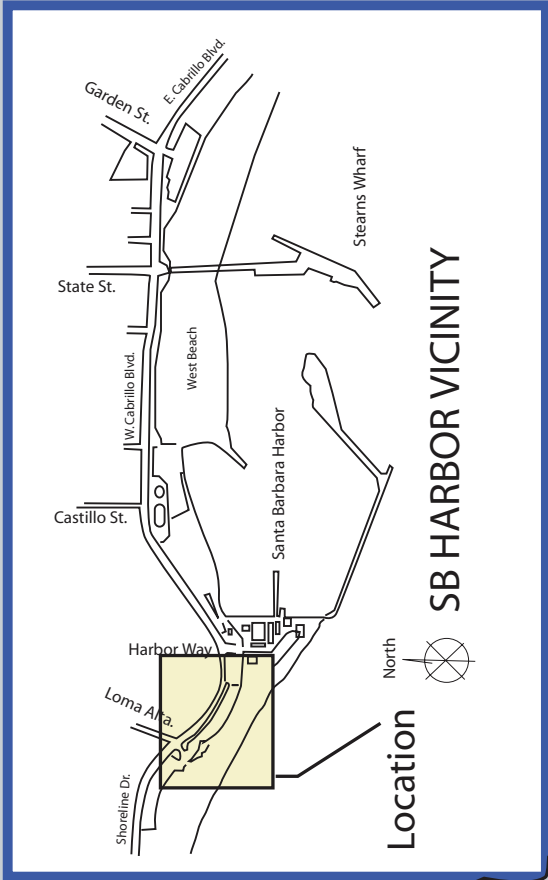 E. Cabrillo Blvd.
Garden St.
Stearns Wharf
State St.
W.Cabrillo Blvd.
West Beach
Castillo St.
Santa Barbara Harbor
SB HARBOR VICINITY
Harbor Way
North
Loma Alta.
Shoreline Dr.
Location